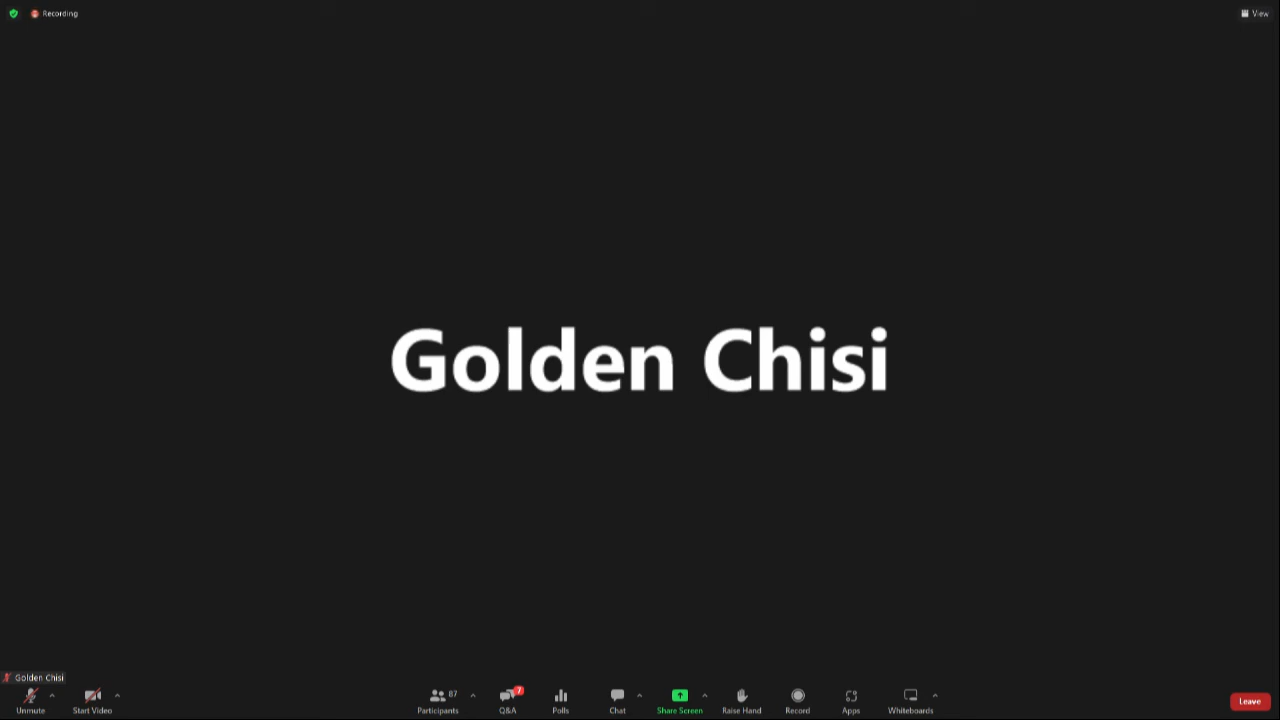 Recording
View
Golden Chisi
Golden Chisi
Unmute
Start Video
87
Participants
7
Q&A
Polls
Chat
Share Screen
Raise Hand
Record
Apps
Whiteboards
Leave